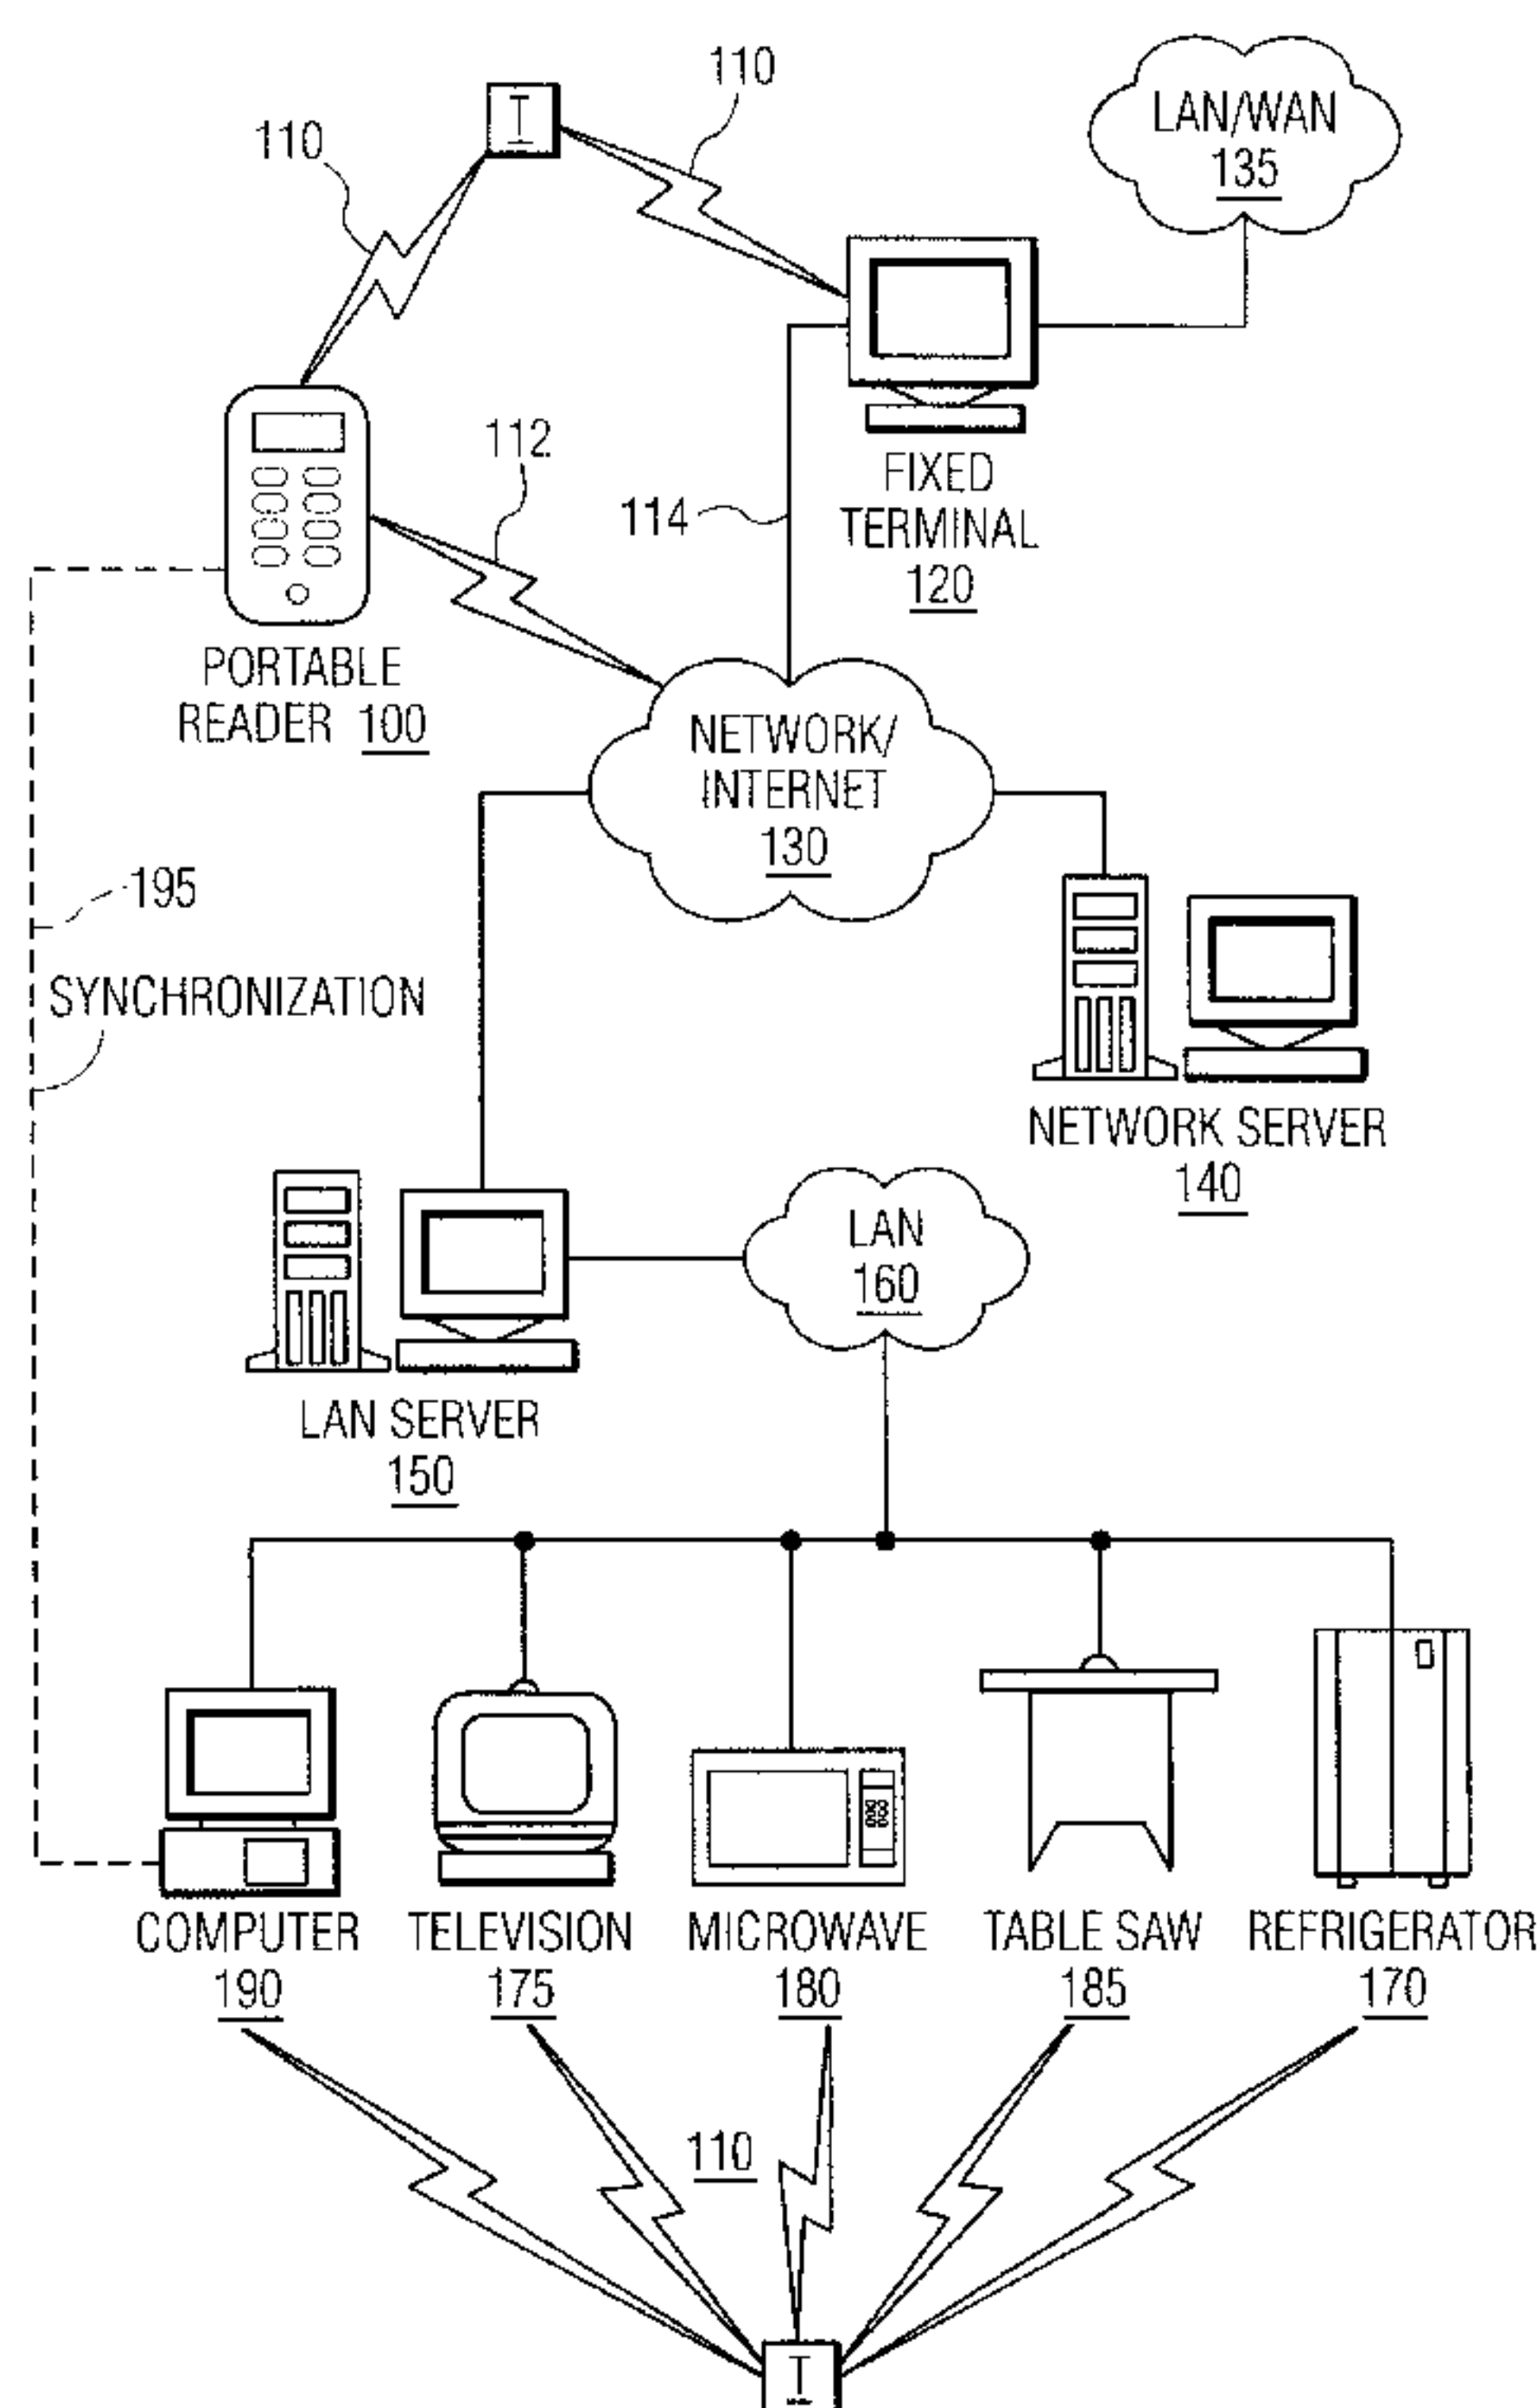 110
I
110
LAN/WAN
135
112
114
FIXED
TERMINAL
120
PORTABLE
READER 100
NETWORK/
INTERNET
130
195
SYNCHRONIZATION
NETWORK SERVER
140
LAN
160
LAN SERVER
150
COMPUTER
190
TELEVISION
175
MICROWAVE
180
TABLE SAW
185
REFRIGERATOR
170
110
T